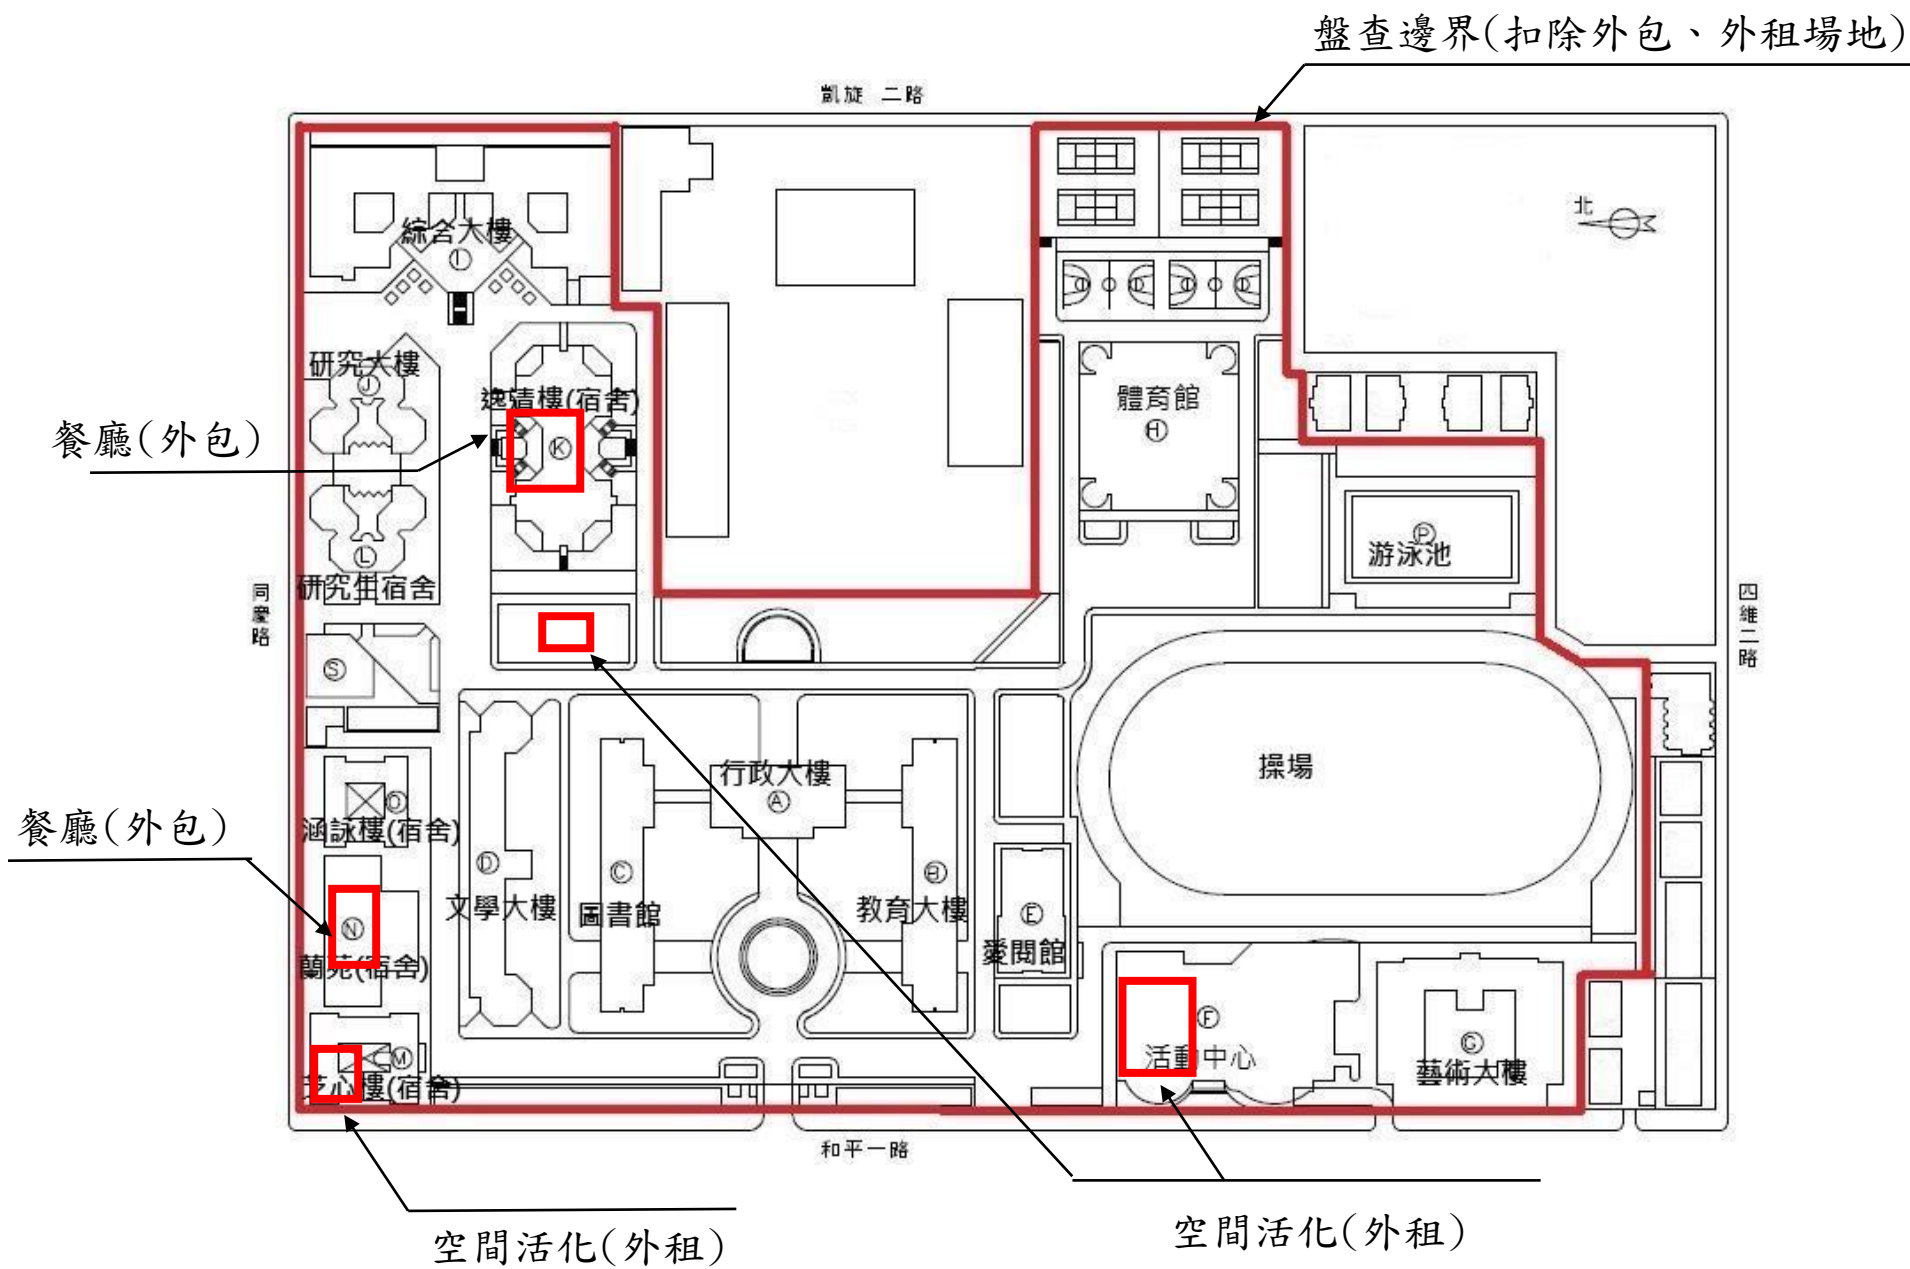 盤查邊界(扣除外包、外租場地)
凱旋 二路
北
綜合大樓
I
研究大樓
J
逸清樓(宿舍)
K
餐廳(外包)
體育館
H
P
游泳池
L
研究生宿舍
同慶路
四維二路
S
行政大樓
A
操場
O
涵詠樓(宿舍)
餐廳(外包)
D
C
B
文學大樓
圖書館
教育大樓
E
愛閱館
N
蘭苑(宿舍)
F
活動中心
G
藝術大樓
M
芝心樓(宿舍)
和平一路
空間活化(外租)
空間活化(外租)